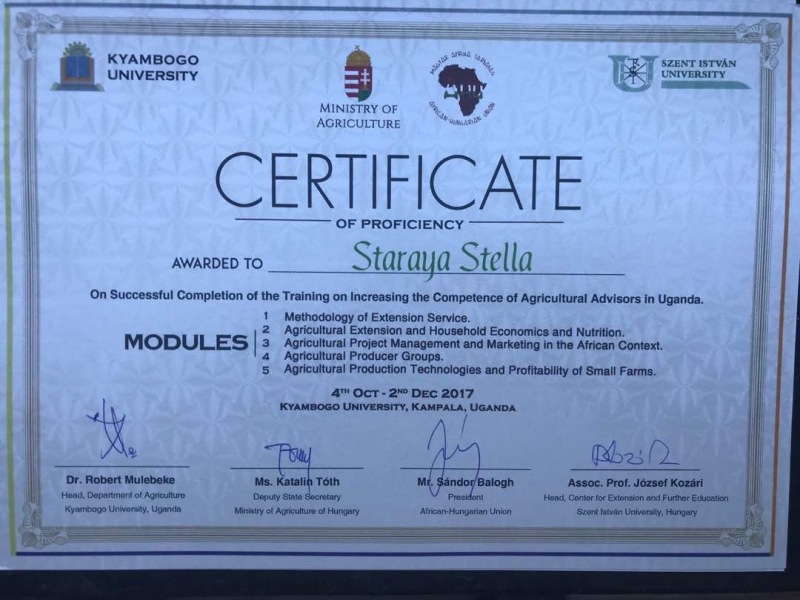 KYAMBOGO
UNIVERSITY
MINISTRY OF
AGRICULTURE
MAGYAR AFRIKA TÁRSASÁG
AFRICAN-HUNGARIAN UNION
SZENT ISTVÁN
UNIVERSITY
CERTIFICATE
OF PROFICIENCY
AWARDED TO Staraya Stella
On Successful Completion of the Training on Increasing the Competence of Agricultural Advisors in Uganda.
MODULES
1 Methodology of Extension Service.
2 Agricultural Extension and Household Economics and Nutrition.
3 Agricultural Project Management and Marketing in the African Context.
4 Agricultural Producer Groups.
5 Agricultural Production Technologies and Profitability of Small Farms.
4TH OCT - 2ND DEC 2017
KYAMBOGO UNIVERSITY, KAMPALA, UGANDA
Dr. Robert Mulebeke
Head, Department of Agriculture
Kyambogo University, Uganda
Ms. Katalin Tóth
Deputy State Secretary
Ministry of Agriculture of Hungary
Mr. Sándor Balogh
President
African-Hungarian Union
Assoc. Prof. József Kozári
Head, Center for Extension and Further Education
Szent István University, Hungary